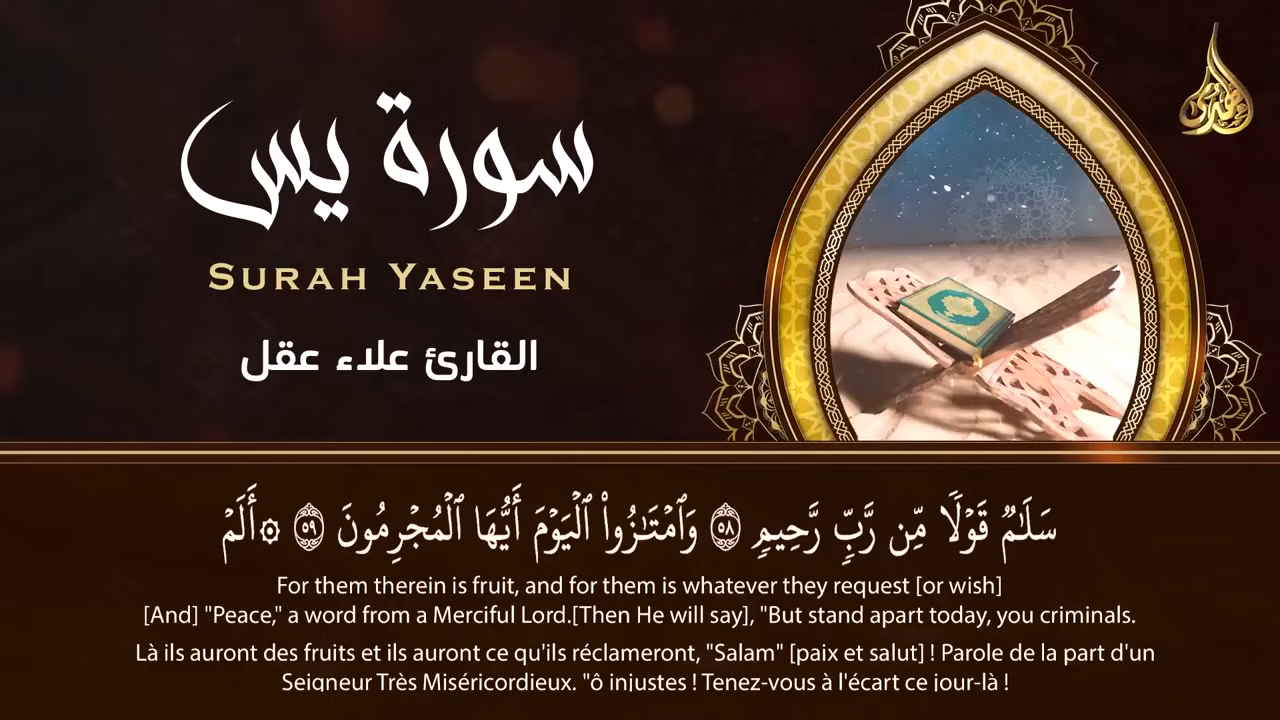 سورة يس
SURAH YASEEN
القارئ علاء عقل
سَلَٰمٌ قَوْلًا مِّن رَّبٍّ رَّحِيمٍ ٥٨ وَٱمْتَٰزُوا۟ ٱلْيَوْمَ أَيُّهَا ٱلْمُجْرِمُونَ ٥٩ ۞ أَلَمْ
For them therein is fruit, and for them is whatever they request [or wish]
[And] "Peace," a word from a Merciful Lord.[Then He will say], "But stand apart today, you criminals.
Là ils auront des fruits et ils auront ce qu'ils réclameront, "Salam" [paix et salut] ! Parole de la part d'un
Seigneur Très Miséricordieux. "ô injustes ! Tenez-vous à l'écart ce jour-là !